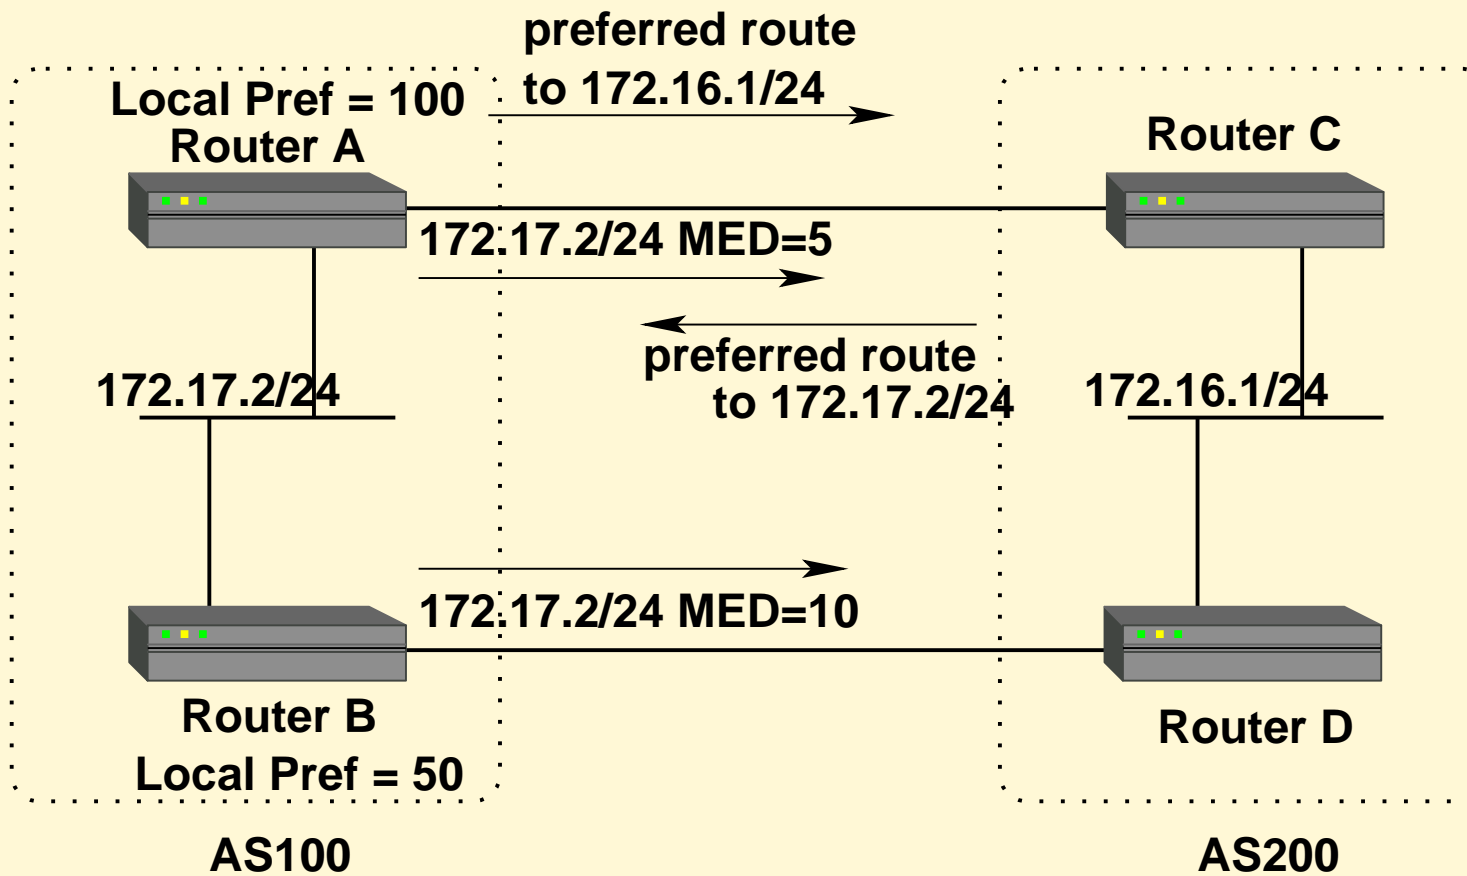 preferred route
to 172.16.1/24
Local Pref = 100
Router A
Router C
172.17.2/24 MED=5
preferred route
to 172.17.2/24
172.17.2/24
172.16.1/24
172.17.2/24 MED=10
Router B
Local Pref = 50
Router D
AS100
AS200